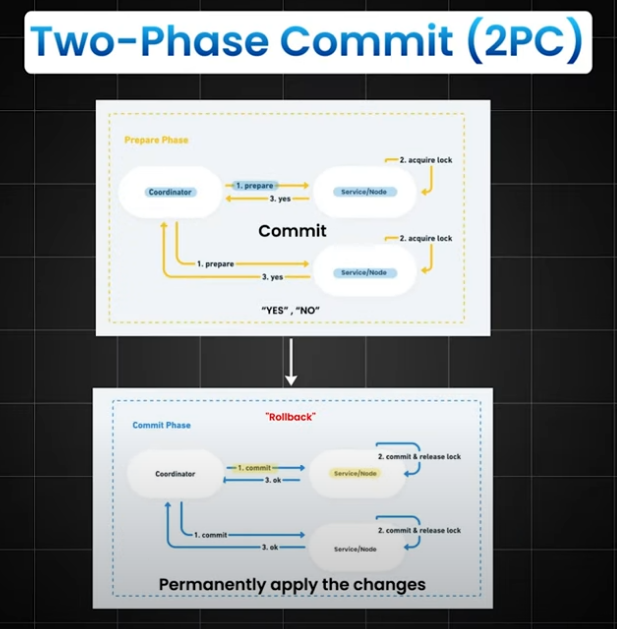 Two-Phase Commit (2PC)
Prepare Phase
2. acquire lock
Coordinator
1. prepare
Service/Node
3. yes
Commit
2. acquire lock
1. prepare
Service/Node
3. yes
"YES" , "NO"
"Rollback"
Commit Phase
2. commit & release lock
1. commit
Coordinator
Service/Node
3. ok
2. commit & release lock
1. commit
3. ok
Service/Node
Permanently apply the changes